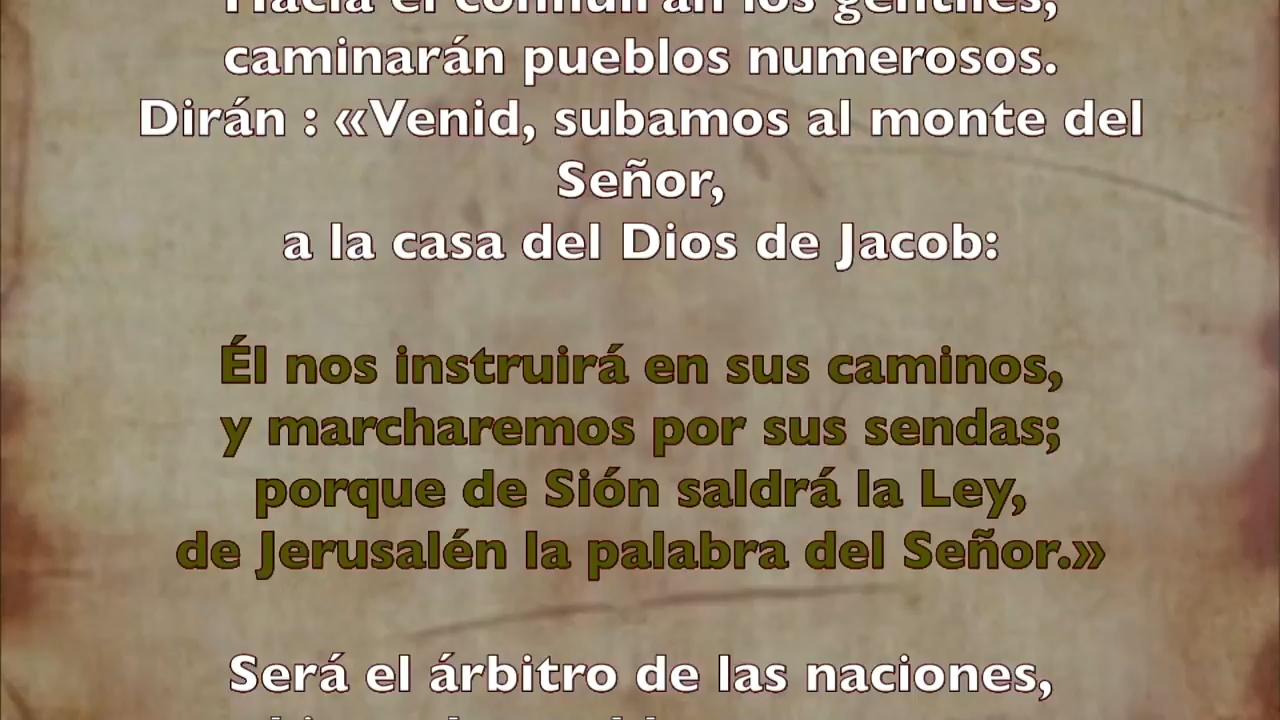 Hacia él confluirán los gentiles,
caminarán pueblos numerosos.
Dirán : «Venid, subamos al monte del
Señor,
a la casa del Dios de Jacob:
Él nos instruirá en sus caminos,
y marcharemos por sus sendas;
porque de Sión saldrá la Ley,
de Jerusalén la palabra del Señor.»
Será el árbitro de las naciones,